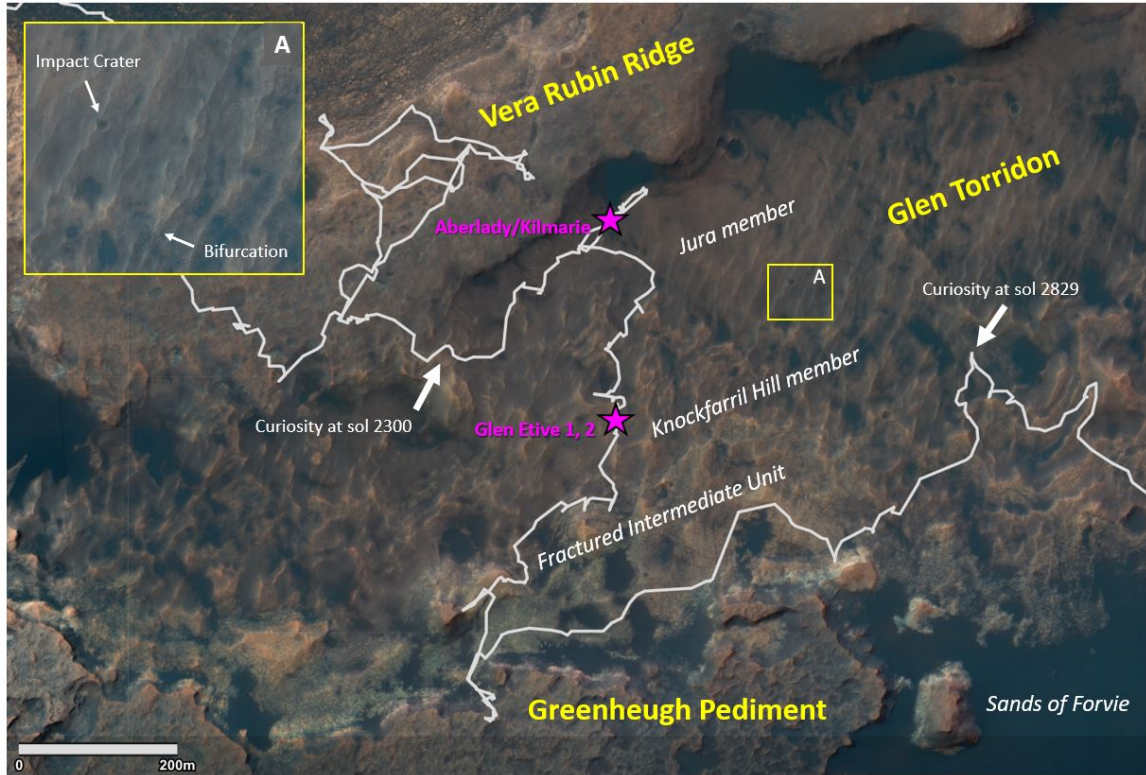 A
Impact Crater
Bifurcation
Vera Rubin Ridge
Glen Torridon
Aberlady/Kilmarie
Jura member
A
Curiosity at sol 2829
Curiosity at sol 2300
Knockfarril Hill member
Glen Etive 1, 2
Fractured Intermediate Unit
Greenheugh Pediment
Sands of Forvie
0
200m